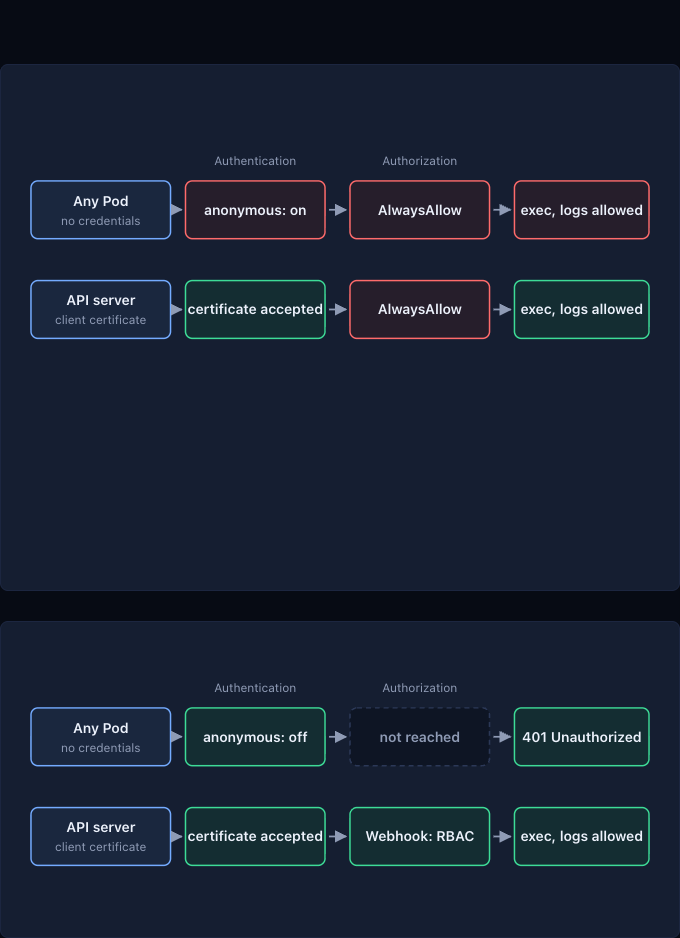 Authentication
Authorization
Any Pod
no credentials
anonymous: on
AlwaysAllow
exec, logs allowed
API server
client certificate
certificate accepted
AlwaysAllow
exec, logs allowed
Authentication
Authorization
Any Pod
no credentials
anonymous: off
not reached
401 Unauthorized
API server
client certificate
certificate accepted
Webhook: RBAC
exec, logs allowed